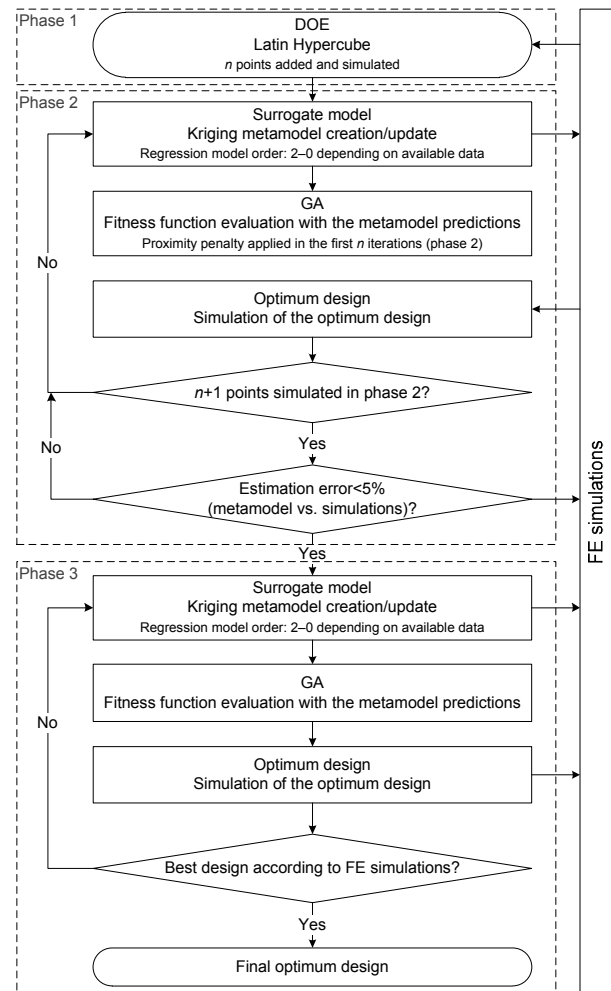 Phase 1
DOE
Latin Hypercube
n points added and simulated
Phase 2
Surrogate model
Kriging metamodel creation/update
Regression model order: 2–0 depending on available data
GA
Fitness function evaluation with the metamodel predictions
Proximity penalty applied in the first n iterations (phase 2)
No
Optimum design
Simulation of the optimum design
n+1 points simulated in phase 2?
Yes
No
Estimation error<5%
(metamodel vs. simulations)?
Yes
FE simulations
Phase 3
Surrogate model
Kriging metamodel creation/update
Regression model order: 2–0 depending on available data
GA
Fitness function evaluation with the metamodel predictions
No
Optimum design
Simulation of the optimum design
Best design according to FE simulations?
Yes
Final optimum design